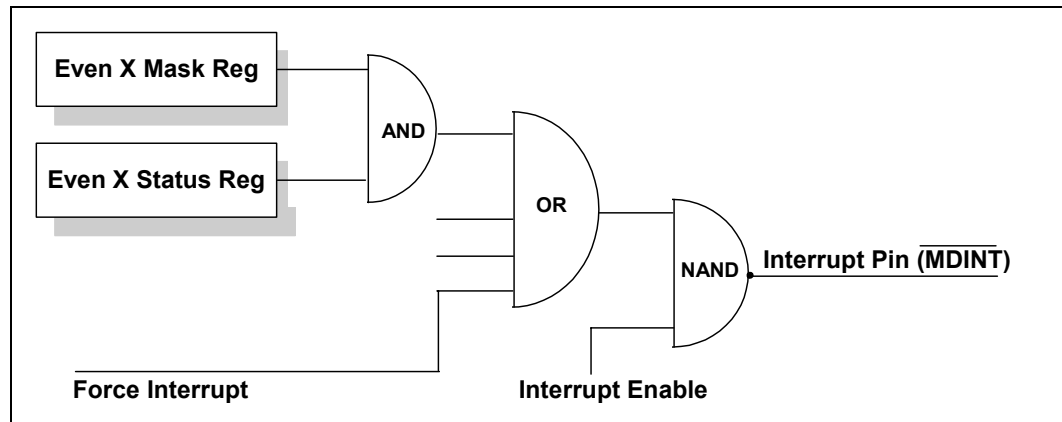 Even X Mask Reg
AND
Even X Status Reg
OR
NAND
Interrupt Pin (MDINT)
Force Interrupt
Interrupt Enable